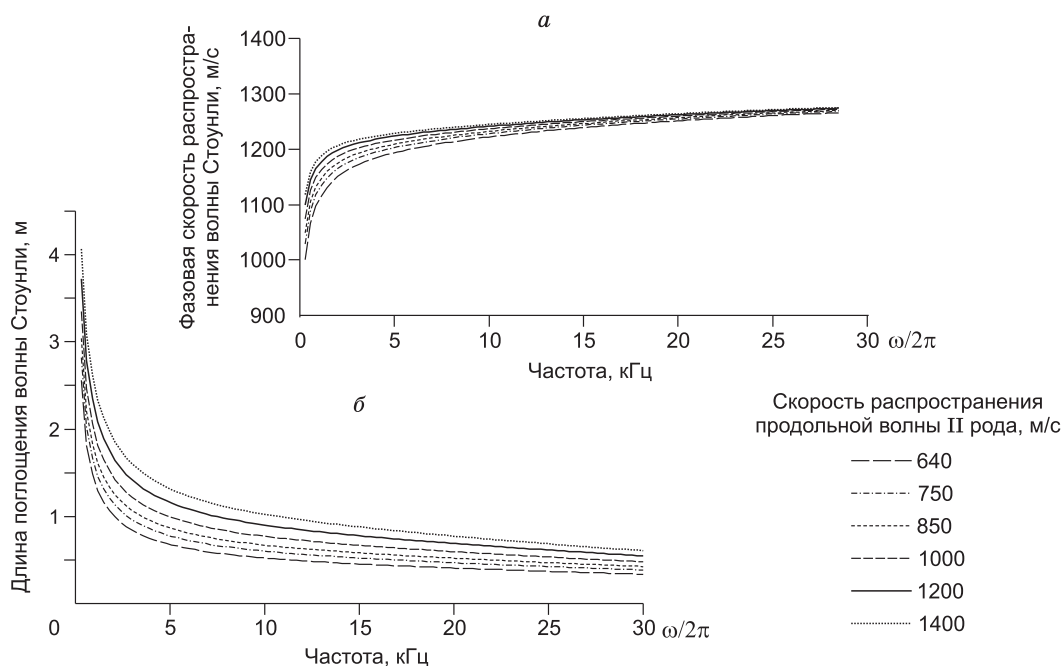 а
Фазовая скорость распростра-
нения волны Стоунли, м/с
1400
1300
1200
1100
1000
900
0
5
10
15
20
25
30
ω/2π
Частота, кГц
б
Длина поглощения волны Стоунли, м
4
3
2
1
0
5
10
15
20
25
30
ω/2π
Частота, кГц
Скорость распространения
продольной волны II рода, м/с
640
750
850
1000
1200
1400